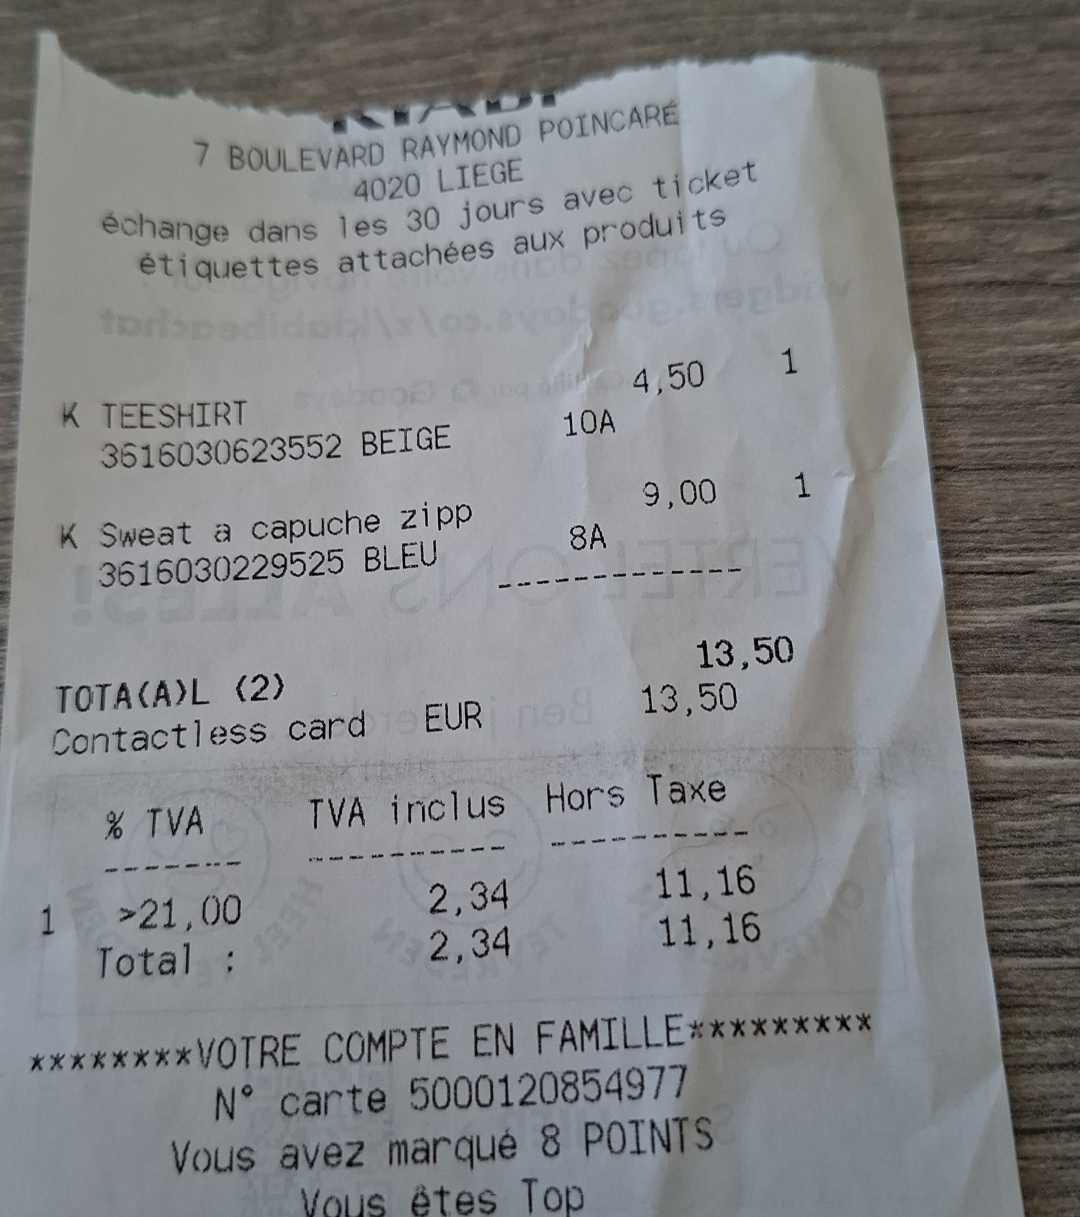 7 BOULEVARD RAYMOND POINCARÉ
4020 LIEGE
échange dans les 30 jours avec ticket
étiquettes attachées aux produits
K TEESHIRT 4,50 1
3616030623552 BEIGE 10A
K Sweat a capuche zipp 9,00 1
3616030229525 BLEU 8A
------------
TOTA(A)L (2) 13,50
Contactless card EUR 13,50
% TVA TVA inclus Hors Taxe
------- ---------- ----------
1 >21,00 2,34 11,16
Total : 2,34 11,16
********VOTRE COMPTE EN FAMILLE*********
N° carte 5000120854977
Vous avez marqué 8 POINTS
Vous êtes Top